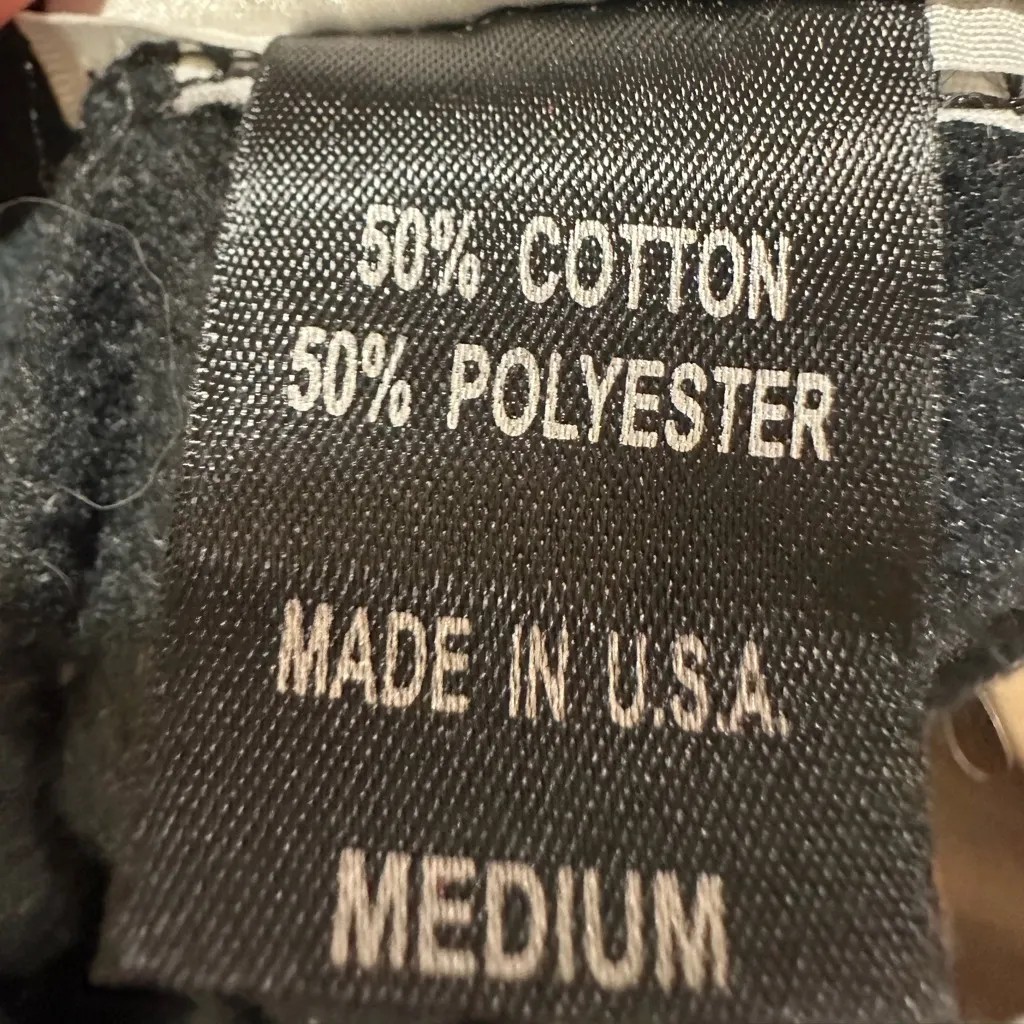 50% COTTON
50% POLYESTER
MADE IN U.S.A.
MEDIUM